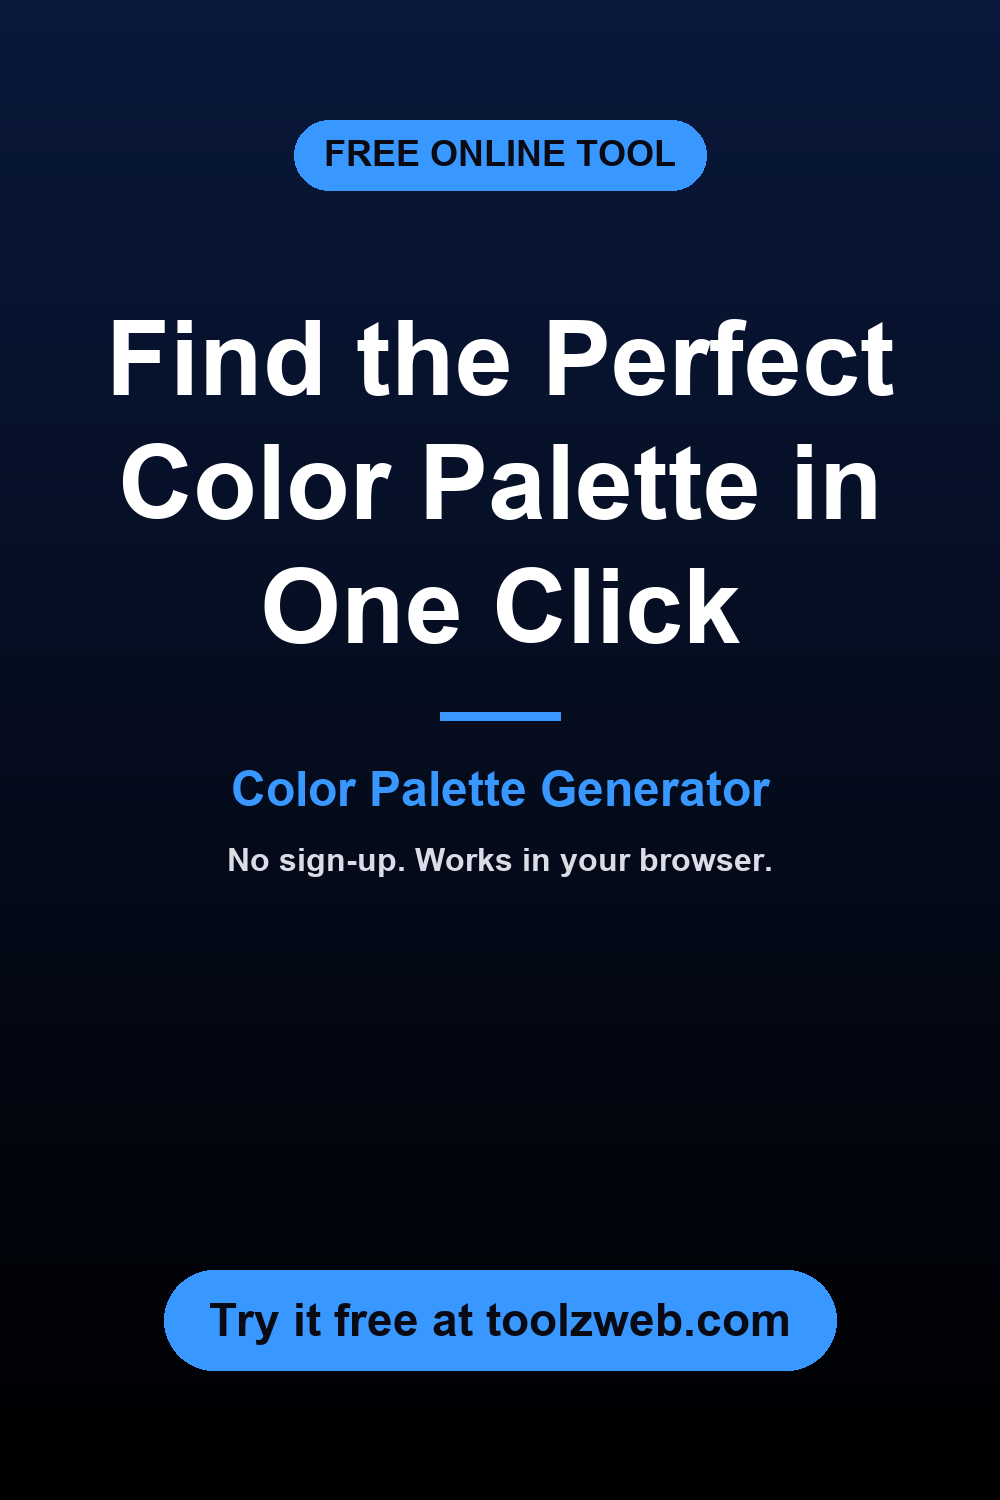 FREE ONLINE TOOL
Find the Perfect
Color Palette in
One Click
Color Palette Generator
No sign-up. Works in your browser.
Try it free at toolzweb.com